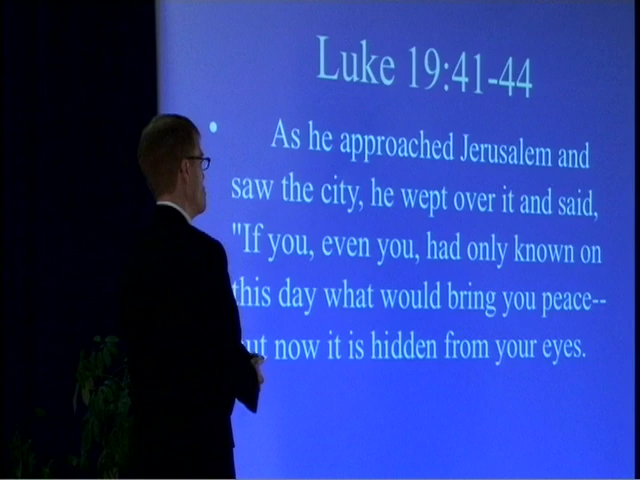 Luke 19:41-44
• As he approached Jerusalem and
saw the city, he wept over it and said,
"If you, even you, had only known on
this day what would bring you peace--
but now it is hidden from your eyes.